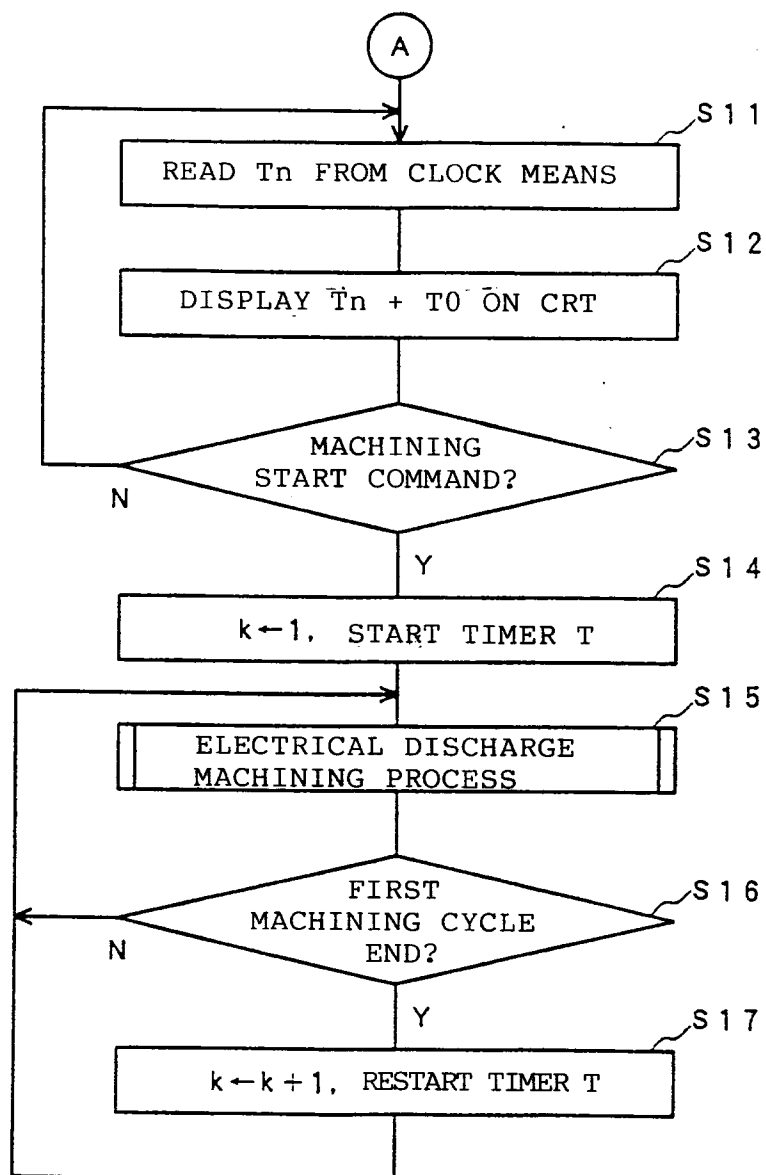 A
S11
READ Tn FROM CLOCK MEANS
S12
DISPLAY Tn + T0 ON CRT
S13
MACHINING
START COMMAND?
N
Y
S14
k←1, START TIMER T
S15
ELECTRICAL DISCHARGE
MACHINING PROCESS
S16
FIRST
MACHINING CYCLE
END?
N
Y
S17
k←k+1, RESTART TIMER T